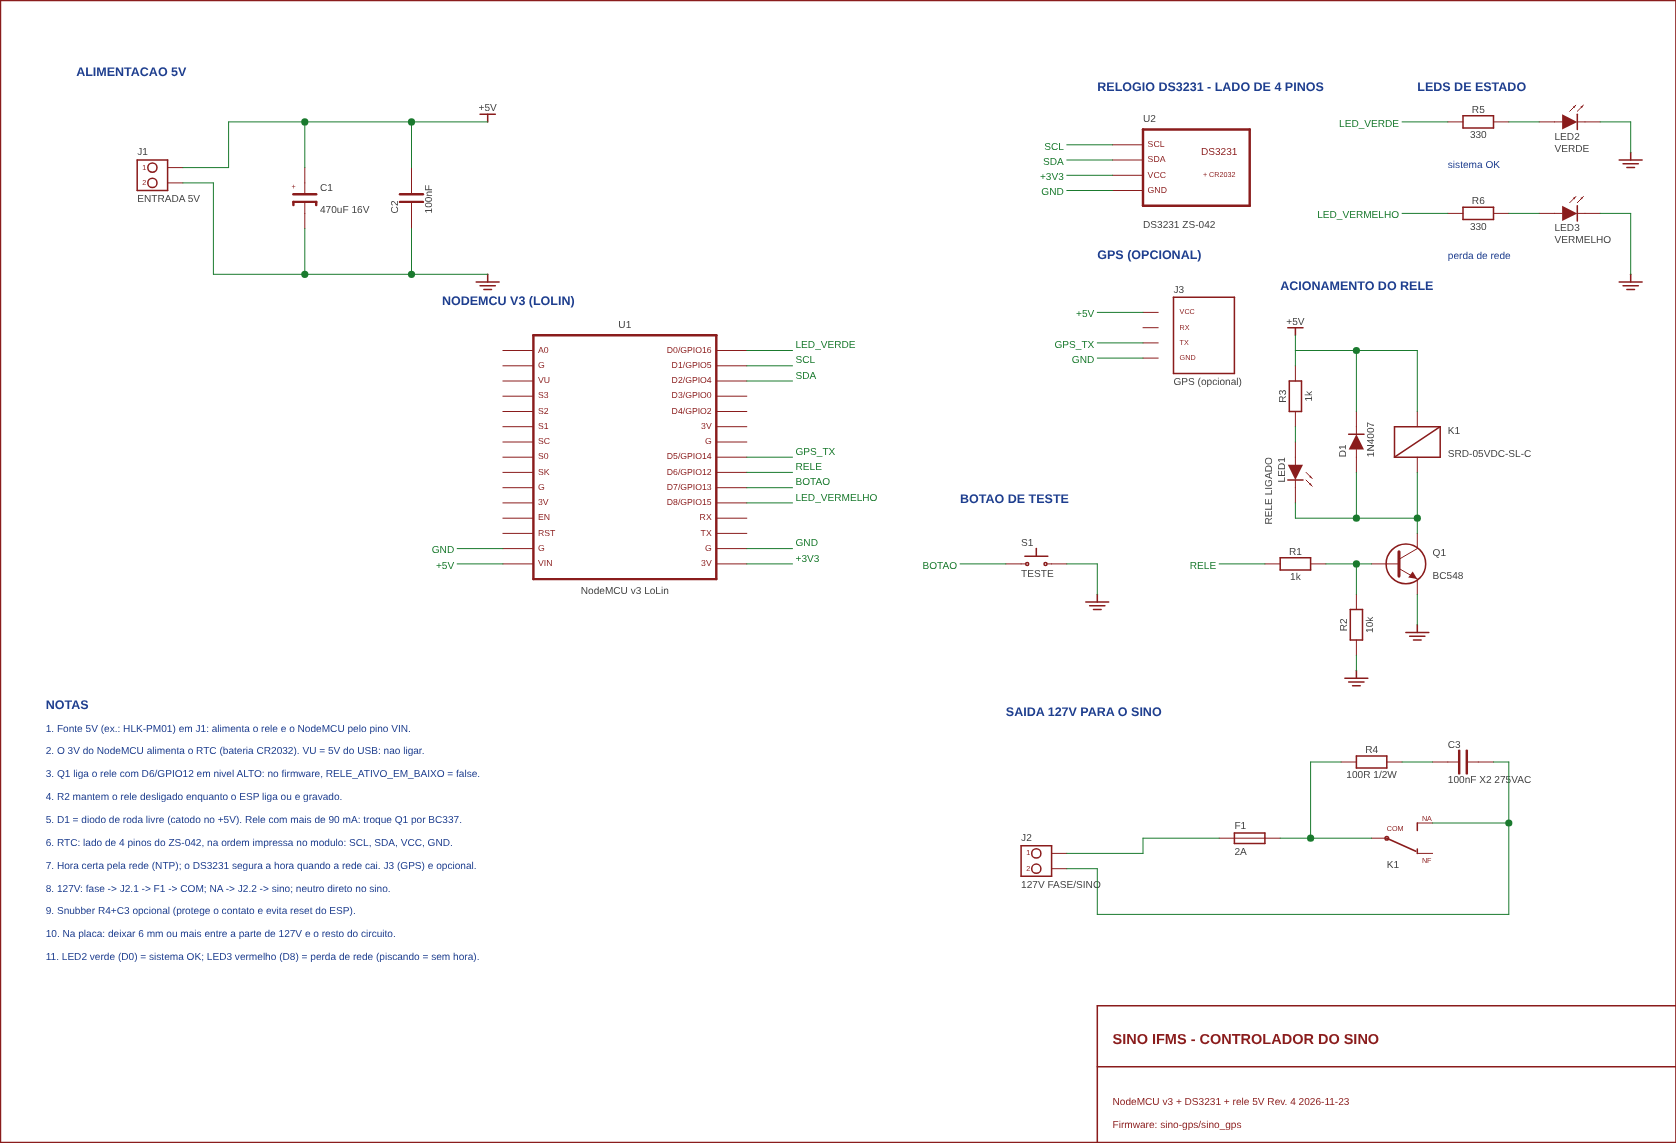 ALIMENTACAO 5V
+5V
J1
1
2
ENTRADA 5V
+
C1
470uF 16V
C2
100nF
NODEMCU V3 (LOLIN)
U1
A0
G
VU
S3
S2
S1
SC
S0
SK
G
3V
EN
RST
G
VIN
GND
+5V
D0/GPIO16
D1/GPIO5
D2/GPIO4
D3/GPIO0
D4/GPIO2
3V
G
D5/GPIO14
D6/GPIO12
D7/GPIO13
D8/GPIO15
RX
TX
G
3V
LED_VERDE
SCL
SDA
GPS_TX
RELE
BOTAO
LED_VERMELHO
GND
+3V3
NodeMCU v3 LoLin
RELOGIO DS3231 - LADO DE 4 PINOS
U2
SCL
SDA
+3V3
GND
SCL
SDA
VCC
GND
DS3231
+ CR2032
DS3231 ZS-042
LEDS DE ESTADO
LED_VERDE
R5
330
LED2
VERDE
sistema OK
LED_VERMELHO
R6
330
LED3
VERMELHO
perda de rede
GPS (OPCIONAL)
J3
+5V
GPS_TX
GND
VCC
RX
TX
GND
GPS (opcional)
ACIONAMENTO DO RELE
+5V
R3
1k
RELE LIGADO
LED1
D1
1N4007
K1
SRD-05VDC-SL-C
RELE
R1
1k
Q1
BC548
R2
10k
BOTAO DE TESTE
S1
BOTAO
TESTE
NOTAS
1. Fonte 5V (ex.: HLK-PM01) em J1: alimenta o rele e o NodeMCU pelo pino VIN.
2. O 3V do NodeMCU alimenta o RTC (bateria CR2032). VU = 5V do USB: nao ligar.
3. Q1 liga o rele com D6/GPIO12 em nivel ALTO: no firmware, RELE_ATIVO_EM_BAIXO = false.
4. R2 mantem o rele desligado enquanto o ESP liga ou e gravado.
5. D1 = diodo de roda livre (catodo no +5V). Rele com mais de 90 mA: troque Q1 por BC337.
6. RTC: lado de 4 pinos do ZS-042, na ordem impressa no modulo: SCL, SDA, VCC, GND.
7. Hora certa pela rede (NTP); o DS3231 segura a hora quando a rede cai. J3 (GPS) e opcional.
8. 127V: fase -> J2.1 -> F1 -> COM; NA -> J2.2 -> sino; neutro direto no sino.
9. Snubber R4+C3 opcional (protege o contato e evita reset do ESP).
10. Na placa: deixar 6 mm ou mais entre a parte de 127V e o resto do circuito.
11. LED2 verde (D0) = sistema OK; LED3 vermelho (D8) = perda de rede (piscando = sem hora).
SAIDA 127V PARA O SINO
R4
100R 1/2W
C3
100nF X2 275VAC
J2
1
2
127V FASE/SINO
F1
2A
COM
NA
NF
K1
SINO IFMS - CONTROLADOR DO SINO
NodeMCU v3 + DS3231 + rele 5V Rev. 4 2026-11-23
Firmware: sino-gps/sino_gps